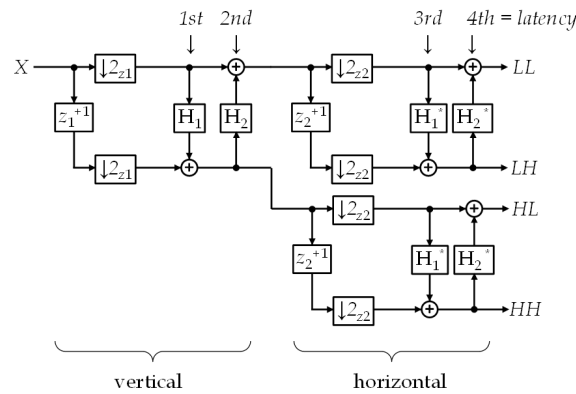 1st 2nd 3rd 4th = latency
X ↓2z1 ↓2z2 LL
z1+1 H1 H2 z2+1 H1* H2*
↓2z1 ↓2z2 LH
↓2z2 HL
z2+1 H1* H2*
↓2z2 HH
vertical horizontal